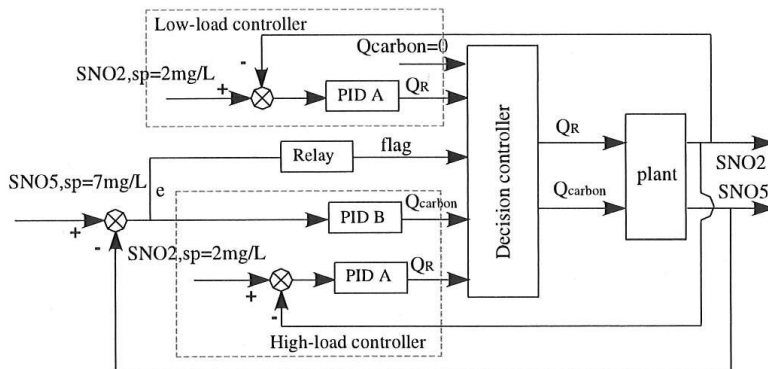 Low-load controller
-
Qcarbon=0
SNO2,sp=2mg/L
+
PID A
QR
Relay
flag
SNO5,sp=7mg/L
e
+
-
PID B
Qcarbon
SNO2,sp=2mg/L
+
-
PID A
QR
High-load controller
Decision controller
QR
Qcarbon
plant
SNO2
SNO5